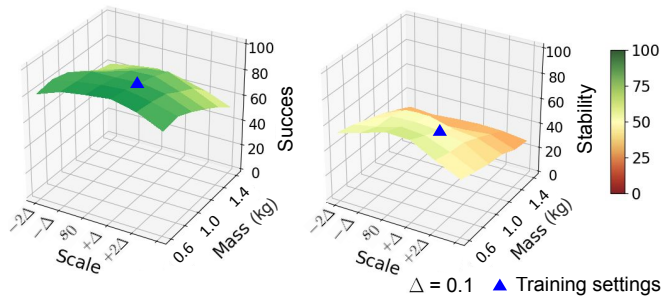 100
80
60
40
20
0
Succes
−2Δ
−Δ
s0
+Δ
+2Δ
Scale
0.6
1.0
1.4
Mass (kg)
100
80
60
40
20
0
Stability
−2Δ
−Δ
s0
+Δ
+2Δ
Scale
0.6
1.0
1.4
Mass (kg)
100
75
50
25
0
Δ = 0.1 Training settings